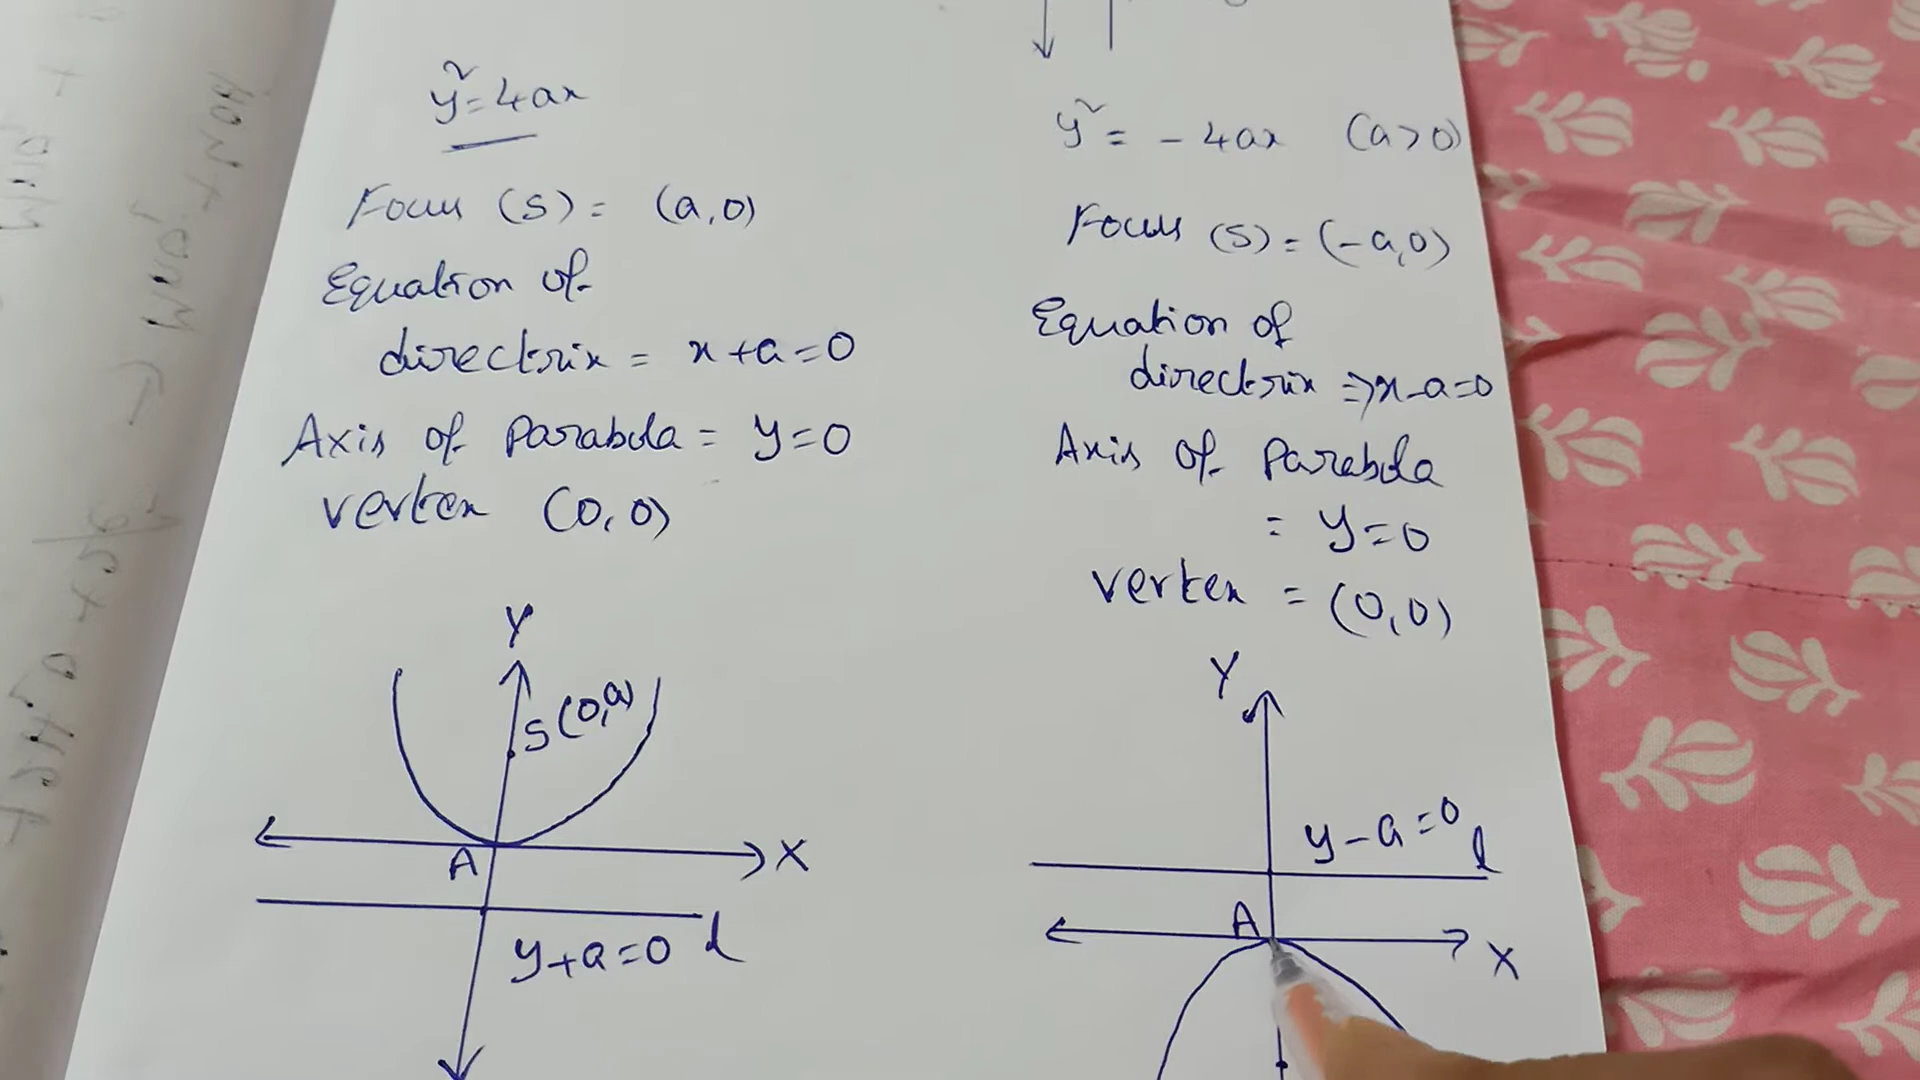 y² = 4ax
Focus (S) = (a,0)
Equation of
directrix = x+a=0
Axis of Parabola = y=0
vertex (0,0)
Y
S(0,a)
A
X
y+a=0 l
y² = -4ax (a>0)
Focus (S) = (-a,0)
Equation of
directrix ⇒ x-a=0
Axis of Parabola
= y=0
vertex = (0,0)
Y
y-a=0 l
A
X